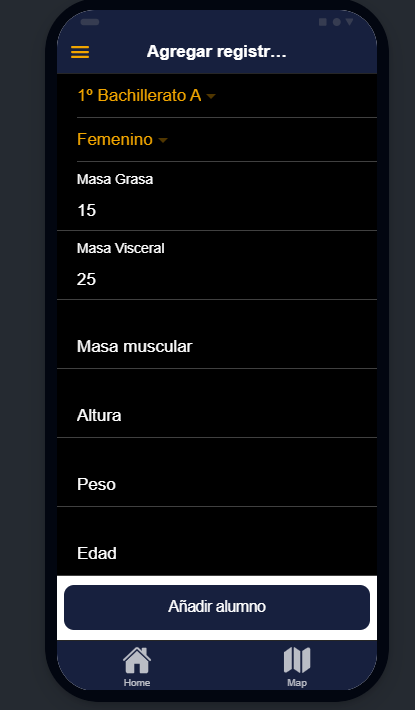 Agregar registr...
1º Bachillerato A
Femenino
Masa Grasa
15
Masa Visceral
25
Masa muscular
Altura
Peso
Edad
Añadir alumno
Home Map